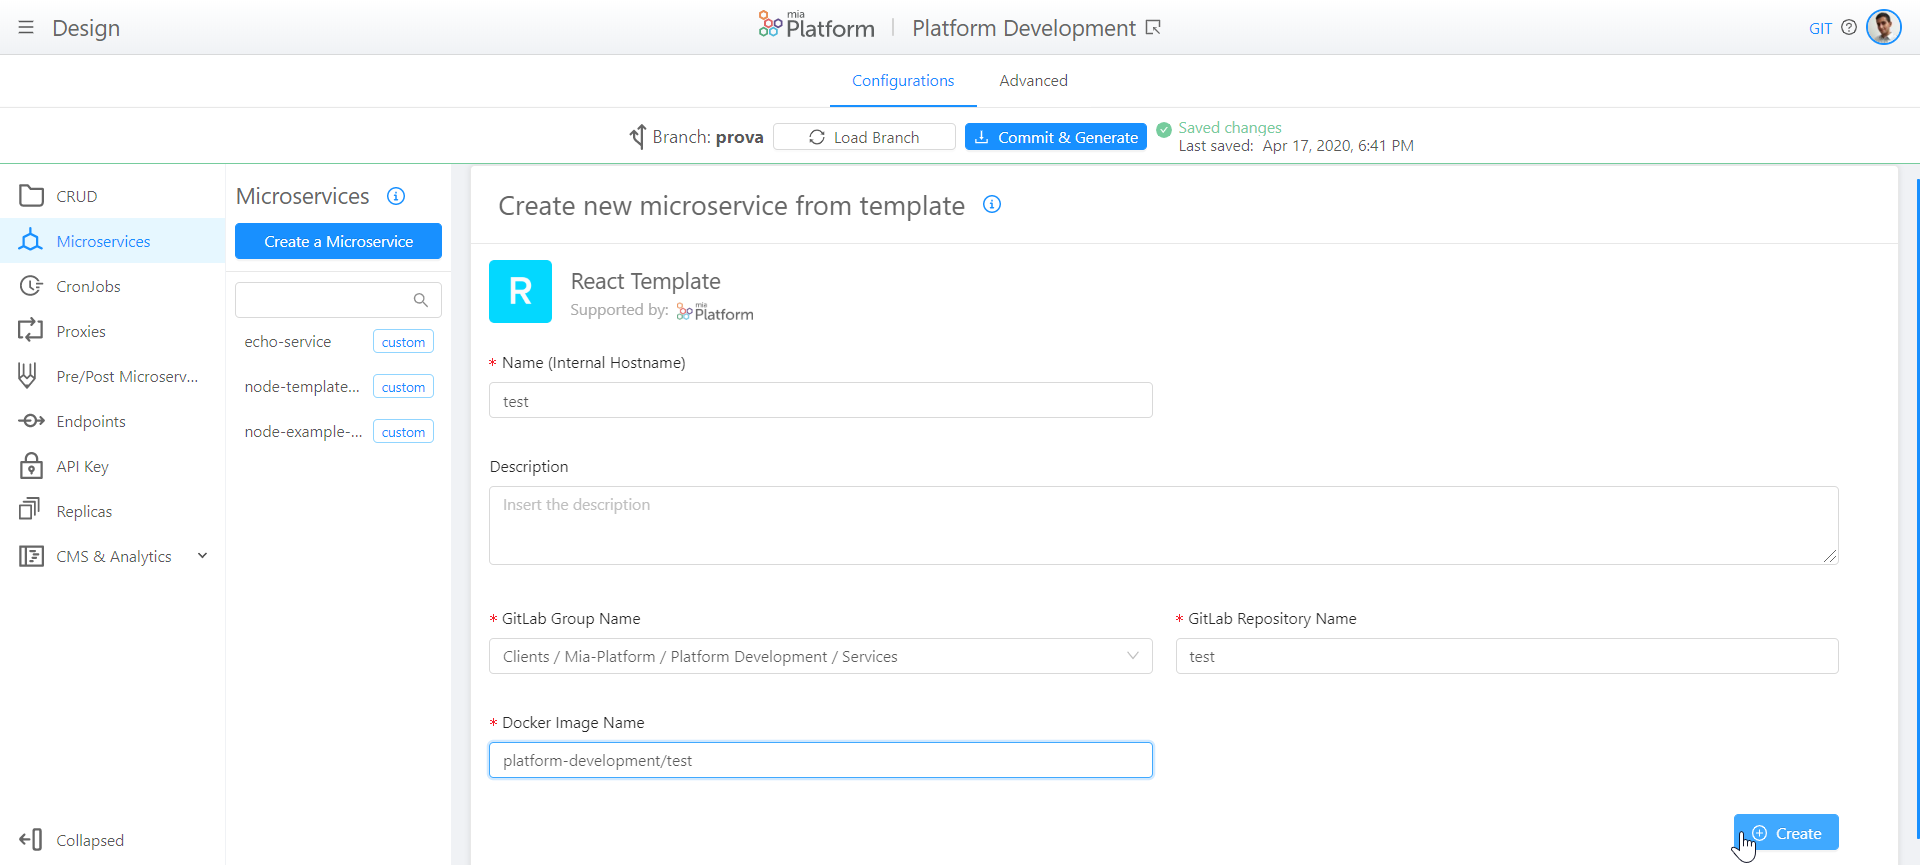 Design
mia
Platform
Platform Development
GIT
Configurations
Advanced
Branch: prova
Load Branch
Commit & Generate
Saved changes
Last saved: Apr 17, 2020, 6:41 PM
CRUD
Microservices
CronJobs
Proxies
Pre/Post Microserv...
Endpoints
API Key
Replicas
CMS & Analytics
Collapsed
Microservices
Create a Microservice
echo-service custom
node-template... custom
node-example-... custom
Create new microservice from template
R
React Template
Supported by: mia Platform
* Name (Internal Hostname)
test
Description
Insert the description
* GitLab Group Name
Clients / Mia-Platform / Platform Development / Services
* GitLab Repository Name
test
* Docker Image Name
platform-development/test
Create